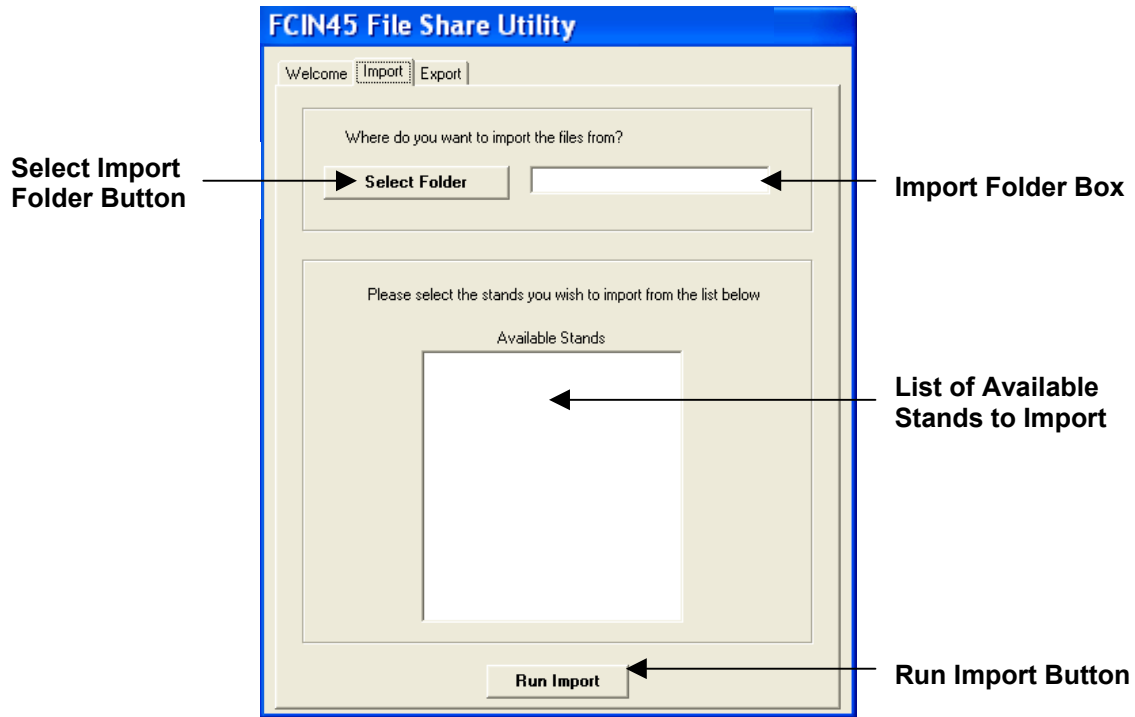 FCIN45 File Share Utility
Welcome Import Export
Where do you want to import the files from?
Select Import
Folder Button
Select Folder
Import Folder Box
Please select the stands you wish to import from the list below
Available Stands
List of Available
Stands to Import
Run Import
Run Import Button